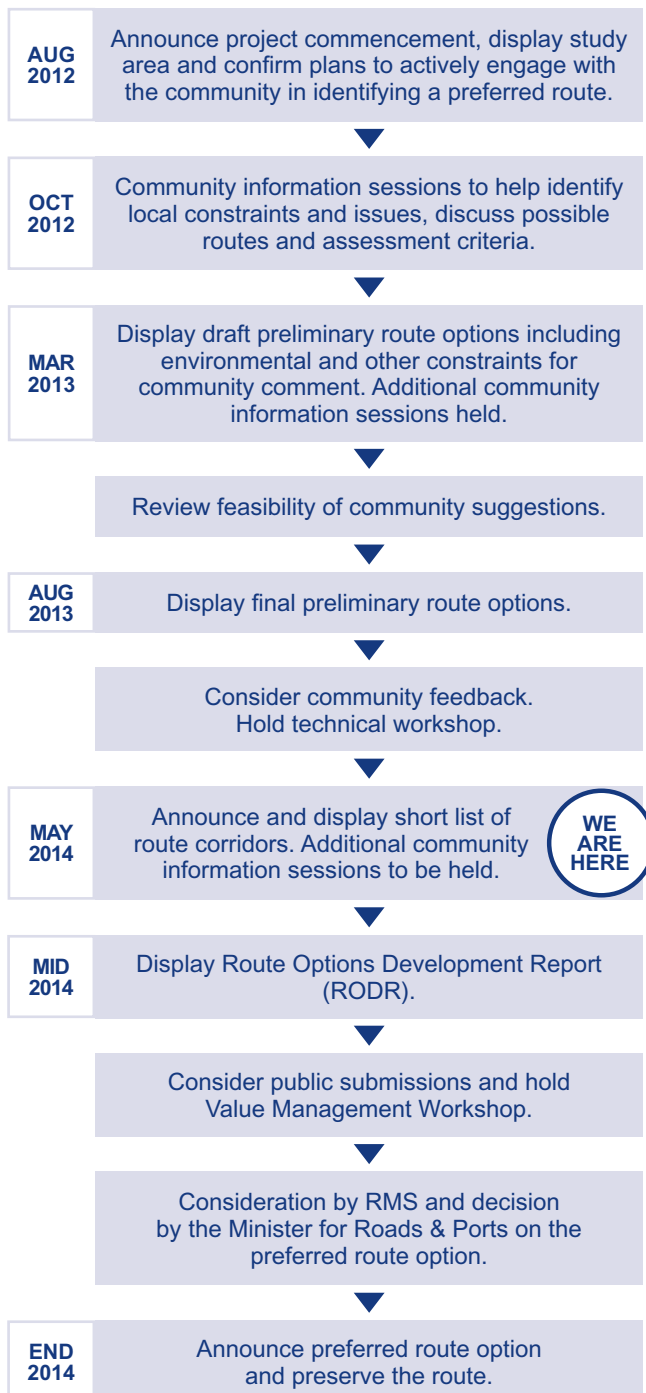 AUG
2012
Announce project commencement, display study
area and confirm plans to actively engage with
the community in identifying a preferred route.
OCT
2012
Community information sessions to help identify
local constraints and issues, discuss possible
routes and assessment criteria.
MAR
2013
Display draft preliminary route options including
environmental and other constraints for
community comment. Additional community
information sessions held.
Review feasibility of community suggestions.
AUG
2013
Display final preliminary route options.
Consider community feedback.
Hold technical workshop.
MAY
2014
Announce and display short list of
route corridors. Additional community
information sessions to be held.
WE
ARE
HERE
MID
2014
Display Route Options Development Report
(RODR).
Consider public submissions and hold
Value Management Workshop.
Consideration by RMS and decision
by the Minister for Roads & Ports on the
preferred route option.
END
2014
Announce preferred route option
and preserve the route.